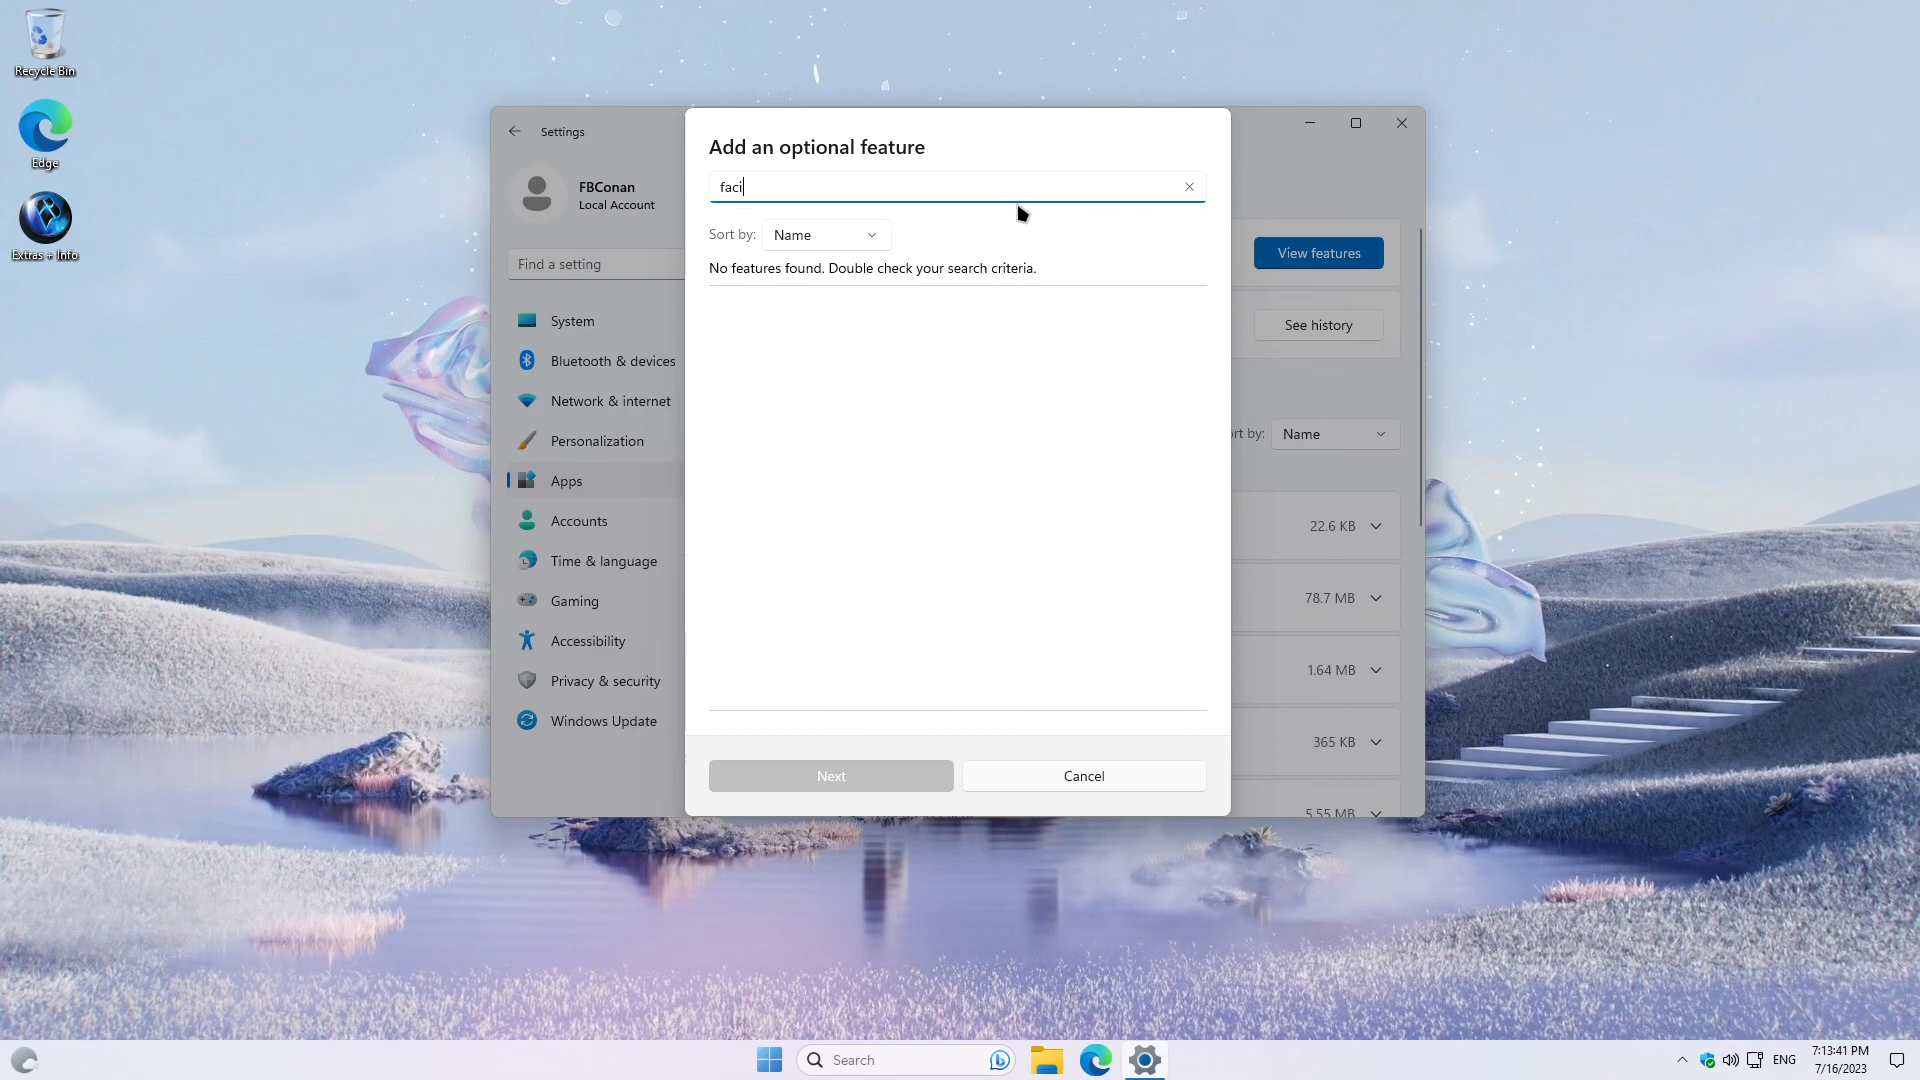 Recycle Bin
Edge
Extras + Info
Settings
FBConan
Local Account
Find a setting
System
Bluetooth & devices
Network & internet
Personalization
Apps
Accounts
Time & language
Gaming
Accessibility
Privacy & security
Windows Update
Add an optional feature
faci
Sort by: Name
No features found. Double check your search criteria.
Next
Cancel
View features
See history
rt by: Name
22.6 KB
78.7 MB
1.64 MB
365 KB
5.55 MB
Search
ENG
7:13:41 PM
7/16/2023